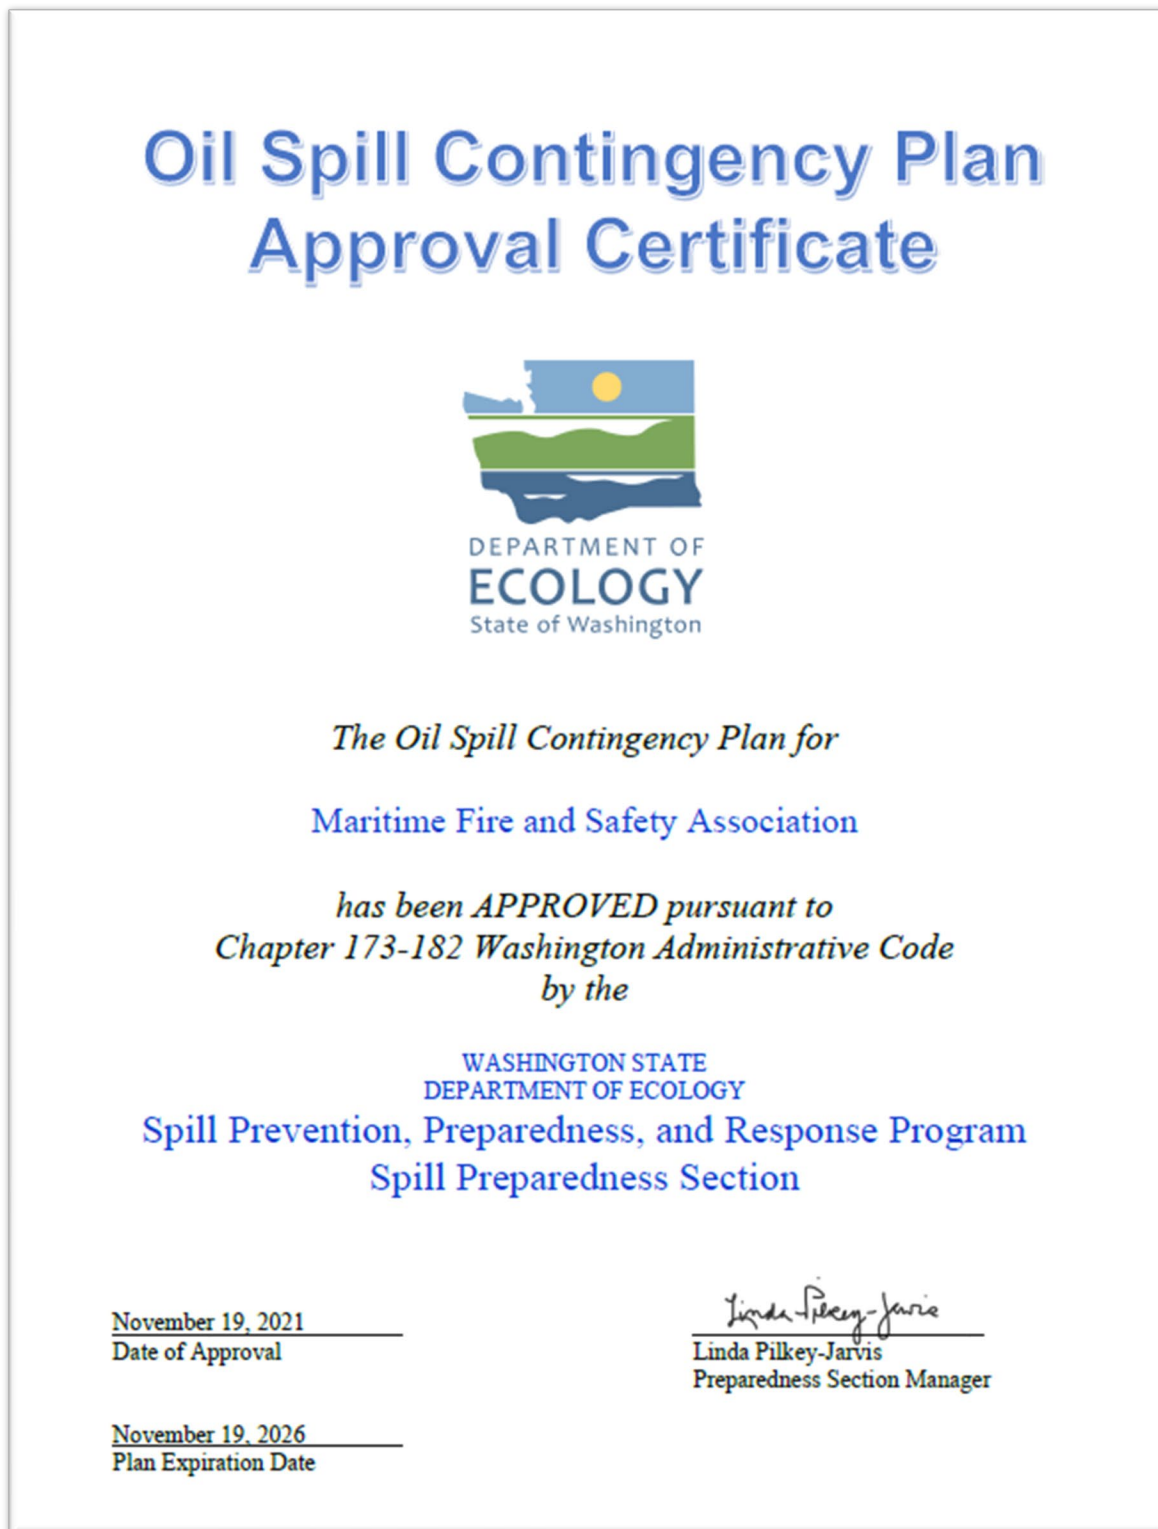 Oil Spill Contingency Plan
Approval Certificate
DEPARTMENT OF
ECOLOGY
State of Washington
The Oil Spill Contingency Plan for
Maritime Fire and Safety Association
has been APPROVED pursuant to
Chapter 173-182 Washington Administrative Code
by the
WASHINGTON STATE
DEPARTMENT OF ECOLOGY
Spill Prevention, Preparedness, and Response Program
Spill Preparedness Section
November 19, 2021
Date of Approval
Linda Pilkey-Jarvis
Linda Pilkey-Jarvis
Preparedness Section Manager
November 19, 2026
Plan Expiration Date